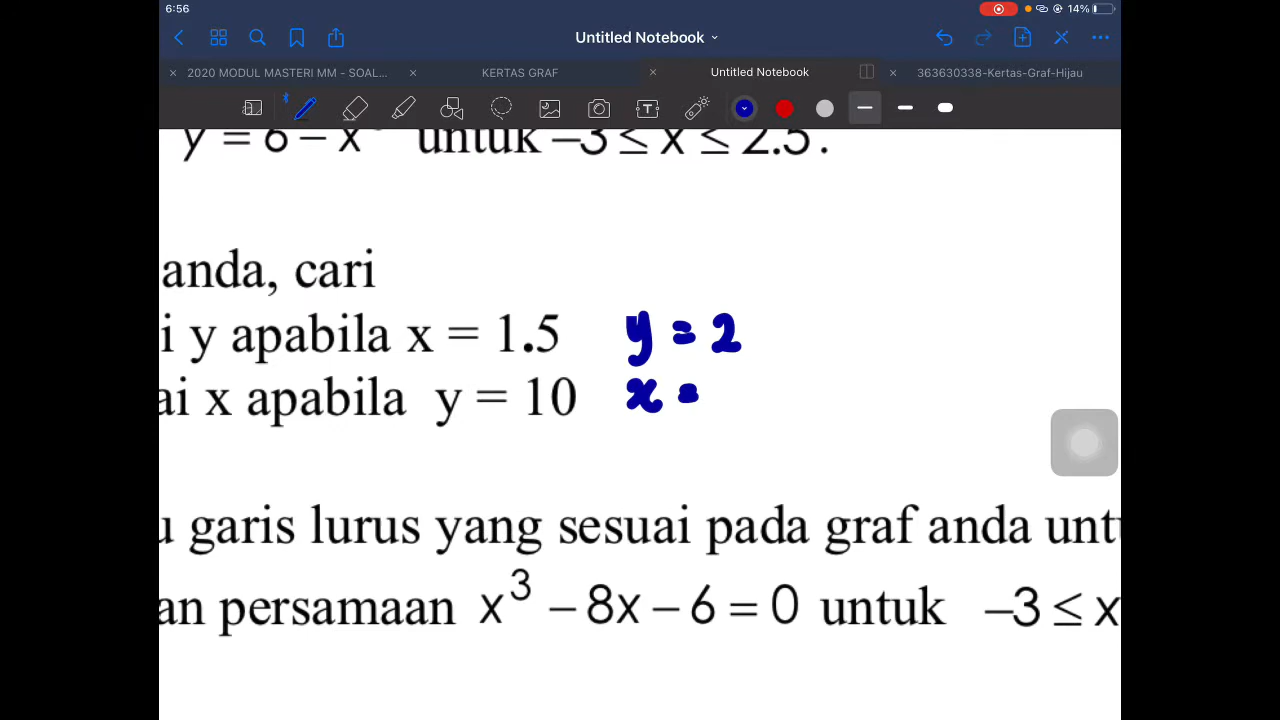 6:56
14%
Untitled Notebook
2020 MODUL MASTERI MM - SOAL...
KERTAS GRAF
Untitled Notebook
363630338-Kertas-Graf-Hijau
y = 6 – x untuk –3 ≤ x ≤ 2.5.
anda, cari
i y apabila x = 1.5 y = 2
ai x apabila y = 10 x =
u garis lurus yang sesuai pada graf anda unt
an persamaan x³ – 8x – 6 = 0 untuk –3 ≤ x